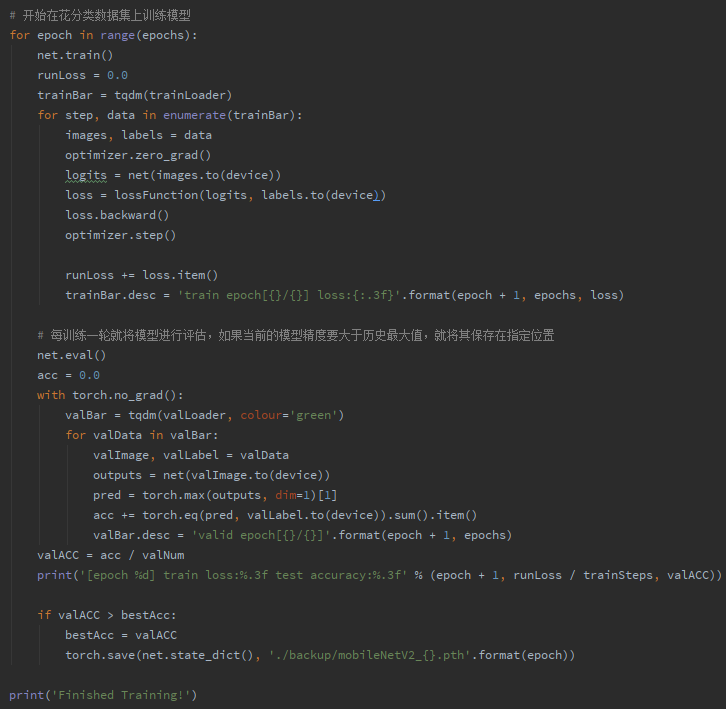 # 开始在花分类数据集上训练模型
for epoch in range(epochs):
    net.train()
    runLoss = 0.0
    trainBar = tqdm(trainLoader)
    for step, data in enumerate(trainBar):
        images, labels = data
        optimizer.zero_grad()
        logits = net(images.to(device))
        loss = lossFunction(logits, labels.to(device))
        loss.backward()
        optimizer.step()

        runLoss += loss.item()
        trainBar.desc = 'train epoch[{}/{}] loss:{:.3f}'.format(epoch + 1, epochs, loss)

    # 每训练一轮就将模型进行评估，如果当前的模型精度要大于历史最大值，就将其保存在指定位置
    net.eval()
    acc = 0.0
    with torch.no_grad():
        valBar = tqdm(valLoader, colour='green')
        for valData in valBar:
            valImage, valLabel = valData
            outputs = net(valImage.to(device))
            pred = torch.max(outputs, dim=1)[1]
            acc += torch.eq(pred, valLabel.to(device)).sum().item()
            valBar.desc = 'valid epoch[{}/{}]'.format(epoch + 1, epochs)
    valACC = acc / valNum
    print('[epoch %d] train loss:%.3f test accuracy:%.3f' % (epoch + 1, runLoss / trainSteps, valACC))

    if valACC > bestAcc:
        bestAcc = valACC
        torch.save(net.state_dict(), './backup/mobileNetV2_{}.pth'.format(epoch))

print('Finished Training!')